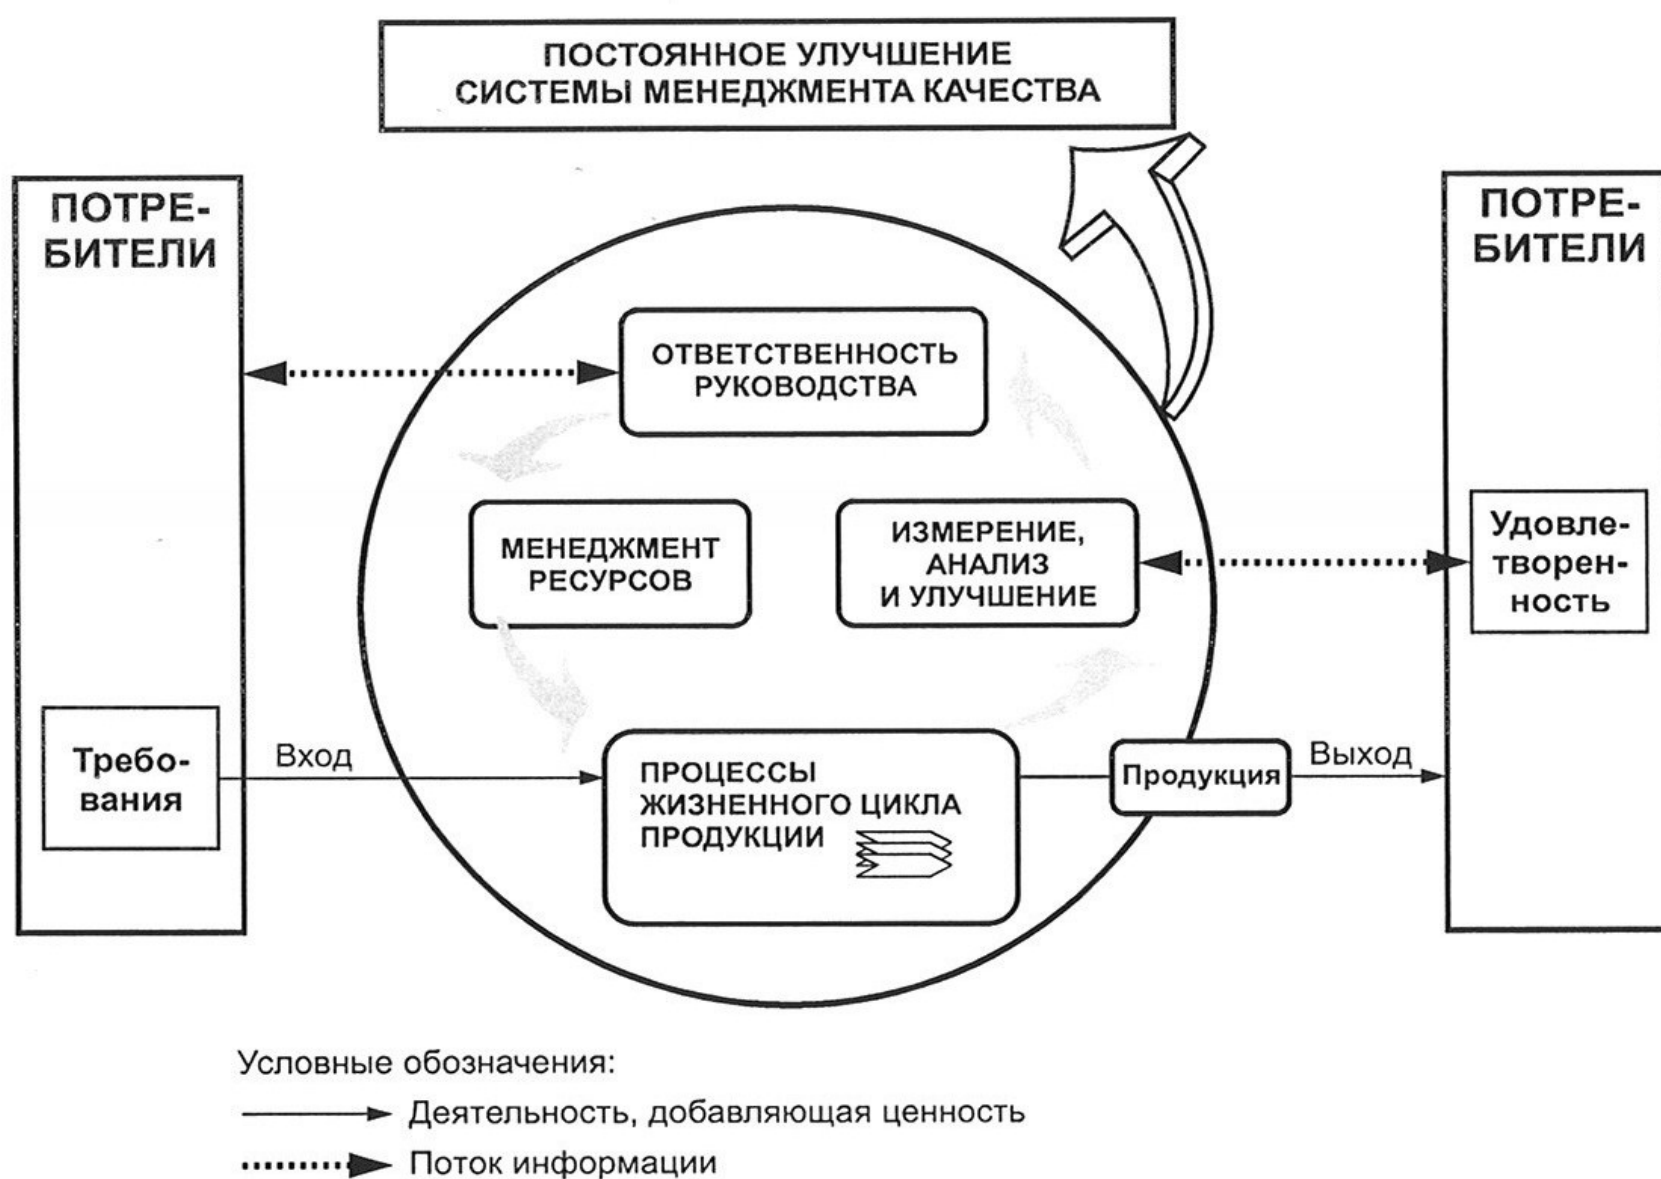 ПОСТОЯННОЕ УЛУЧШЕНИЕ
СИСТЕМЫ МЕНЕДЖМЕНТА КАЧЕСТВА
ПОТРЕ-
БИТЕЛИ
ПОТРЕ-
БИТЕЛИ
ОТВЕТСТВЕННОСТЬ
РУКОВОДСТВА
МЕНЕДЖМЕНТ
РЕСУРСОВ
ИЗМЕРЕНИЕ,
АНАЛИЗ
И УЛУЧШЕНИЕ
Удовле-
творен-
ность
Требо-
вания
Вход
ПРОЦЕССЫ
ЖИЗНЕННОГО ЦИКЛА
ПРОДУКЦИИ
Продукция
Выход
Условные обозначения:
Деятельность, добавляющая ценность
Поток информации